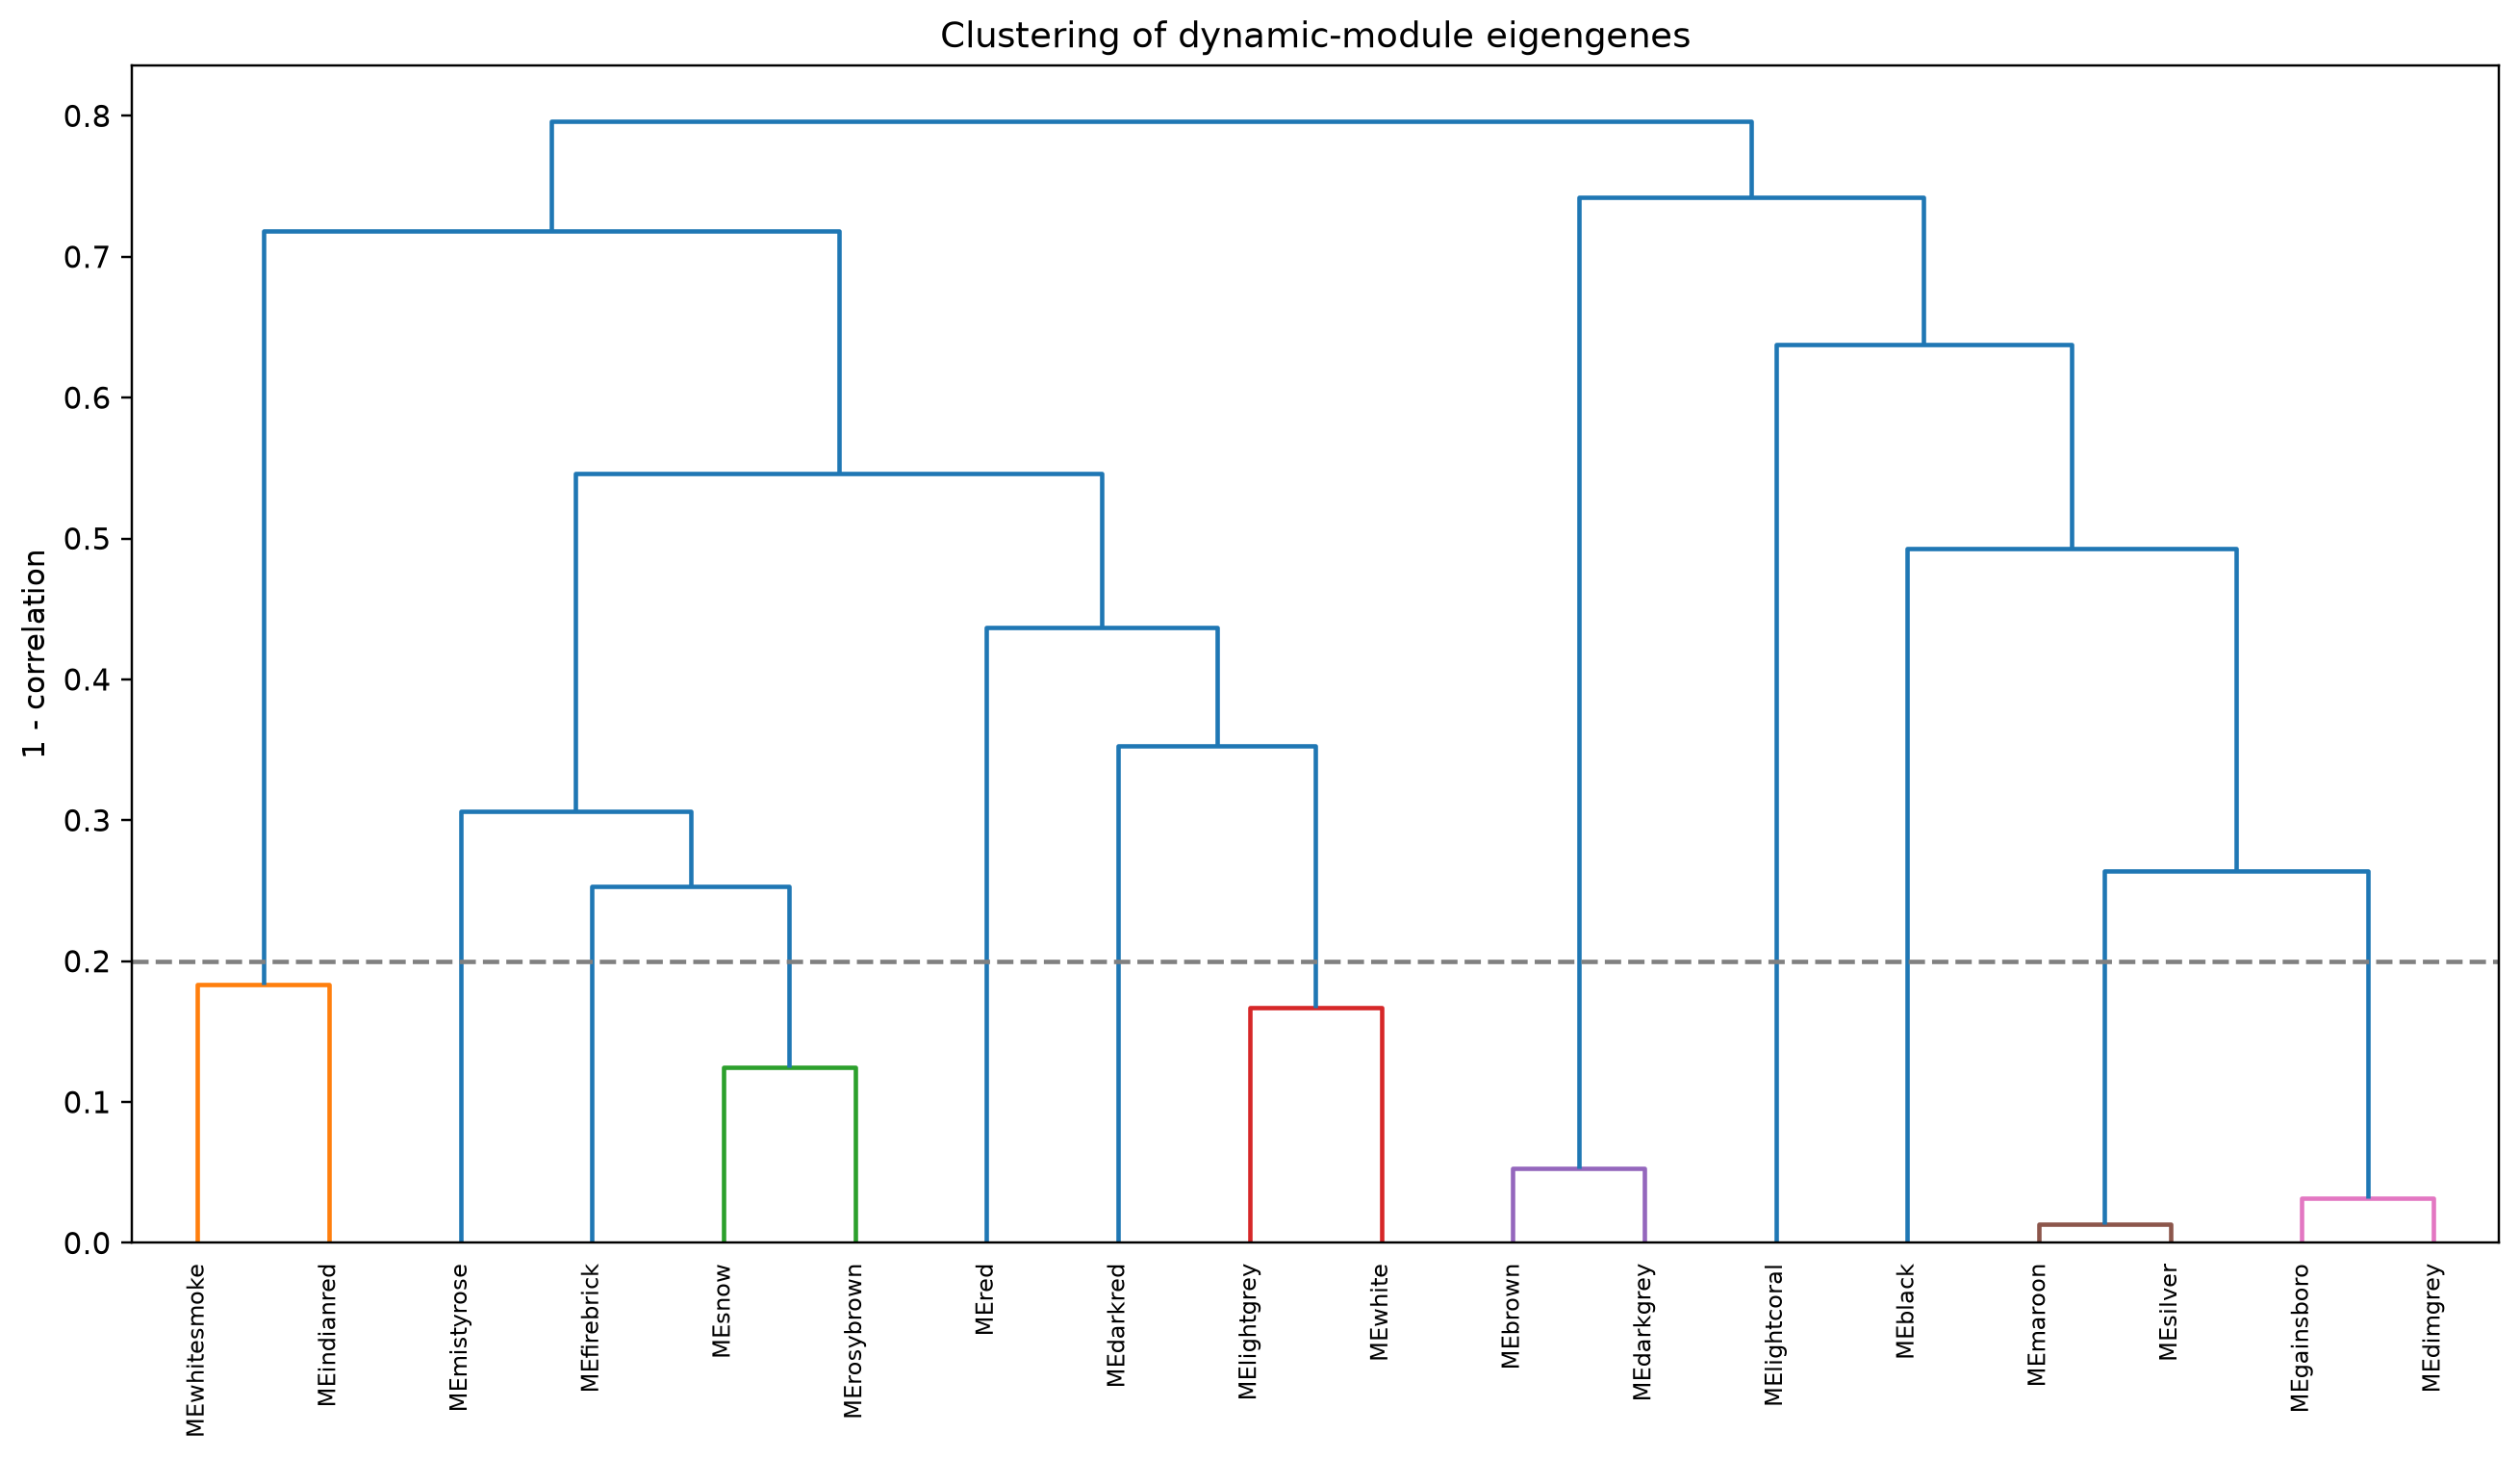 Clustering of dynamic-module eigengenes
1 - correlation
0.8
0.7
0.6
0.5
0.4
0.3
0.2
0.1
0.0
MEwhitesmoke
MEindianred
MEmistyrose
MEfirebrick
MEsnow
MErosybrown
MEred
MEdarkred
MElightgrey
MEwhite
MEbrown
MEdarkgrey
MElightcoral
MEblack
MEmaroon
MEsilver
MEgainsboro
MEdimgrey